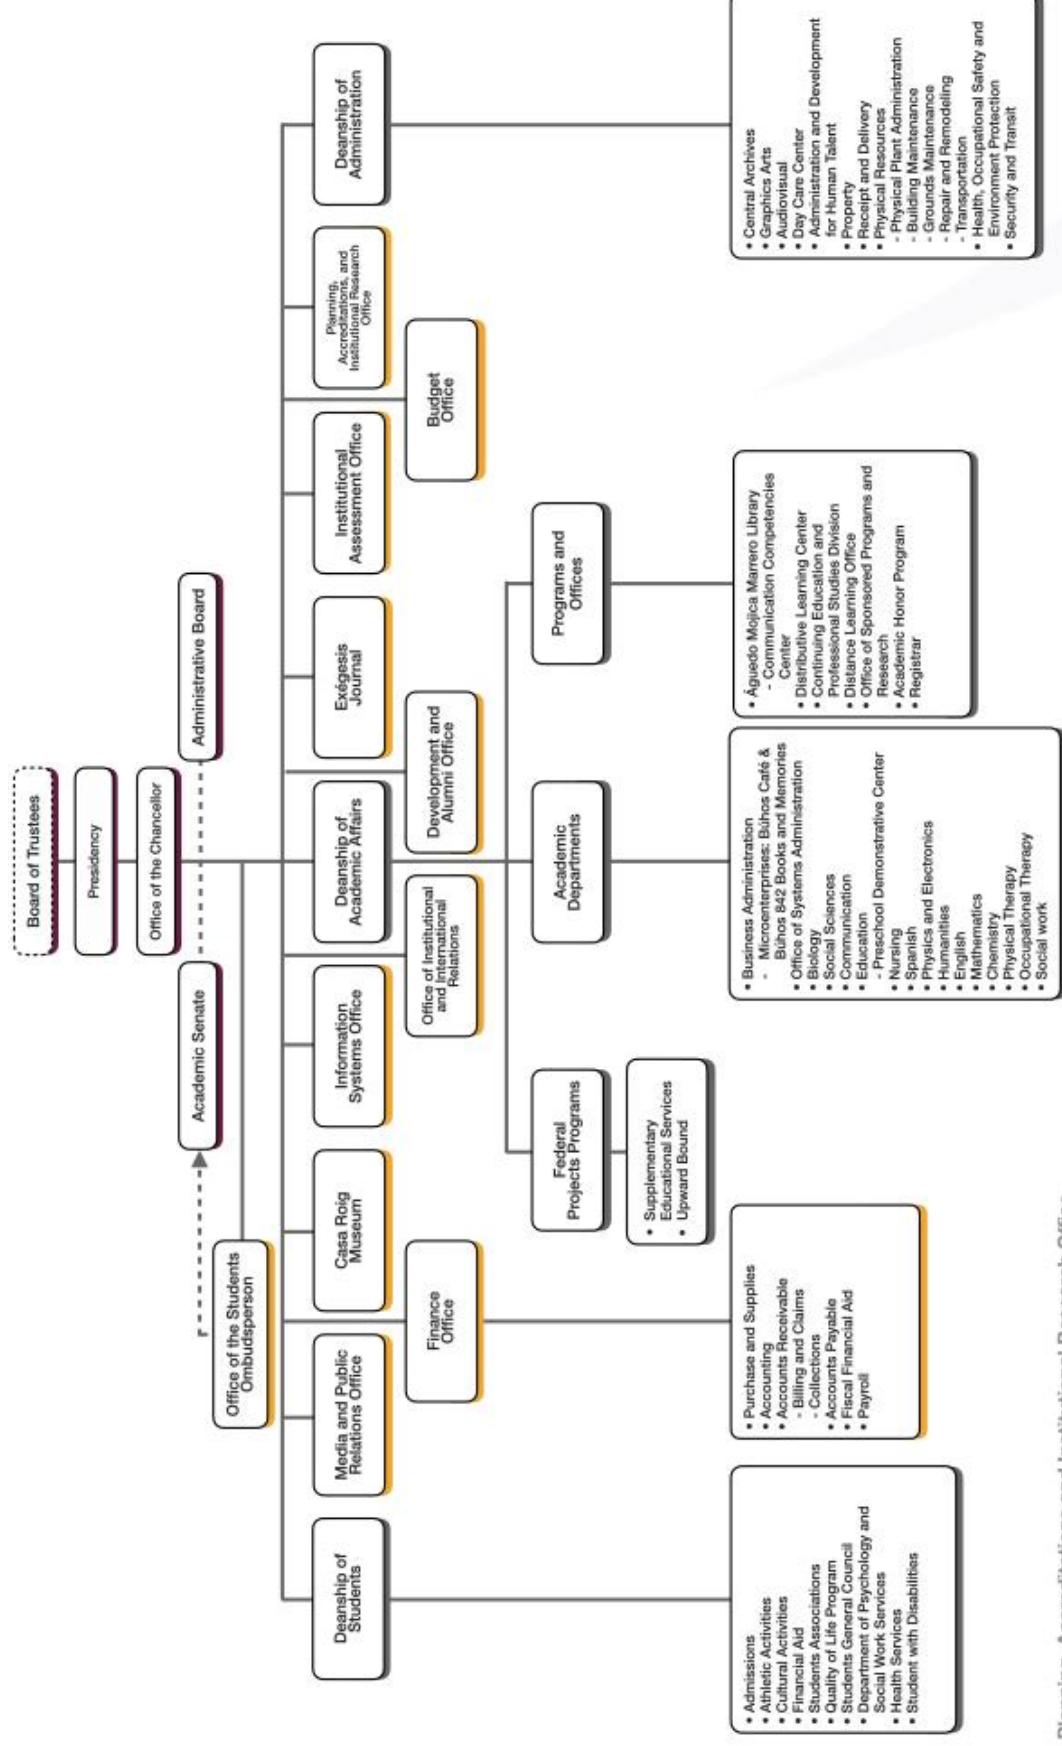 Board of Trustees
Presidency
Office of the Chancellor
Academic Senate
Administrative Board
Office of the Students
Ombudsperson
Deanship of
Students
Media and Public
Relations Office
Casa Roig
Museum
Information
Systems Office
Deanship of
Academic Affairs
Exégesis
Journal
Institutional
Assessment Office
Planning,
Accreditations, and
Institutional Research
Office
Deanship of
Administration
Finance
Office
Office of Institutional
and International
Relations
Development and
Alumni Office
Budget
Office
Federal
Projects Programs
Academic
Departments
Programs and
Offices
• Supplementary
Educational Services
• Upward Bound
• Admissions
• Athletic Activities
• Cultural Activities
• Financial Aid
• Students Associations
• Quality of Life Program
• Students General Council
• Department of Psychology and
Social Work Services
• Health Services
• Student with Disabilities
• Purchase and Supplies
• Accounting
• Accounts Receivable
- Billing and Claims
- Collections
• Accounts Payable
• Fiscal Financial Aid
• Payroll
• Business Administration
- Microenterprises: Búhos Café &
Búhos 842 Books and Memories
• Office of Systems Administration
• Biology
• Social Sciences
• Communication
• Education
- Preschool Demonstrative Center
• Nursing
• Spanish
• Physics and Electronics
• Humanities
• English
• Mathematics
• Chemistry
• Physical Therapy
• Occupational Therapy
• Social work
• Águedo Mojica Marrero Library
- Communication Competencies
Center
• Distributive Learning Center
• Continuing Education and
Professional Studies Division
• Distance Learning Office
• Office of Sponsored Programs and
Research
• Academic Honor Program
• Registrar
• Central Archives
• Graphics Arts
• Audiovisual
• Day Care Center
• Administration and Development
for Human Talent
• Property
• Receipt and Delivery
• Physical Resources
- Physical Plant Administration
- Building Maintenance
- Grounds Maintenance
- Repair and Remodeling
- Transportation
• Health, Occupational Safety and
Environment Protection
• Security and Transit
Planning, Accreditations and Institutional Research Office